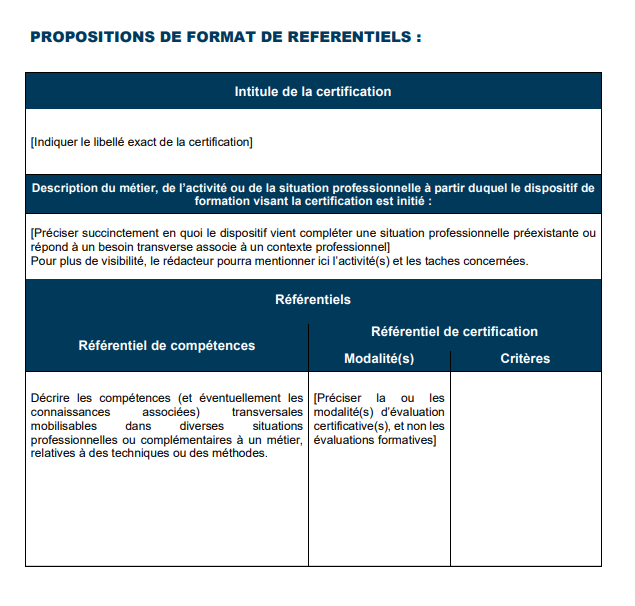 PROPOSITIONS DE FORMAT DE REFERENTIELS :
Intitule de la certification
[Indiquer le libellé exact de la certification]
Description du métier, de l'activité ou de la situation professionnelle à partir duquel le dispositif de
formation visant la certification est initié :
[Préciser succinctement en quoi le dispositif vient compléter une situation professionnelle préexistante ou
répond à un besoin transverse associe à un contexte professionnel]
Pour plus de visibilité, le rédacteur pourra mentionner ici l'activité(s) et les taches concernées.
Référentiels
Référentiel de compétences
Référentiel de certification
Modalité(s)
Critères
Décrire les compétences (et éventuellement les
connaissances associées) transversales
mobilisables dans diverses situations
professionnelles ou complémentaires à un métier,
relatives à des techniques ou des méthodes.
[Préciser la ou les
modalité(s) d'évaluation
certificative(s), et non les
évaluations formatives]